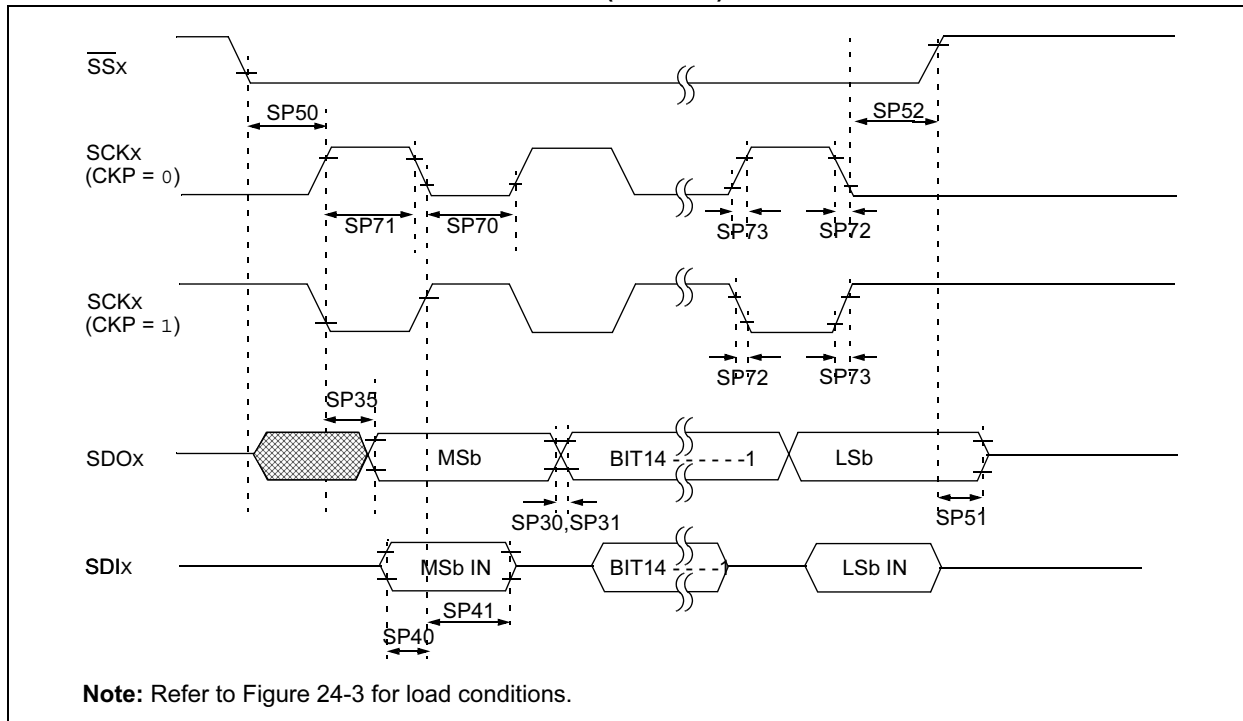 SSx
SP50
SP52
SCKx
(CKP = 0)
SP71
SP70
SP73
SP72
SCKx
(CKP = 1)
SP72
SP73
SP35
SDOx
MSb
BIT14 - - - - - -1
LSb
SP30,SP31
SP51
SDIx
MSb IN
BIT14 - - - - -1
LSb IN
SP41
SP40
Note: Refer to Figure 24-3 for load conditions.